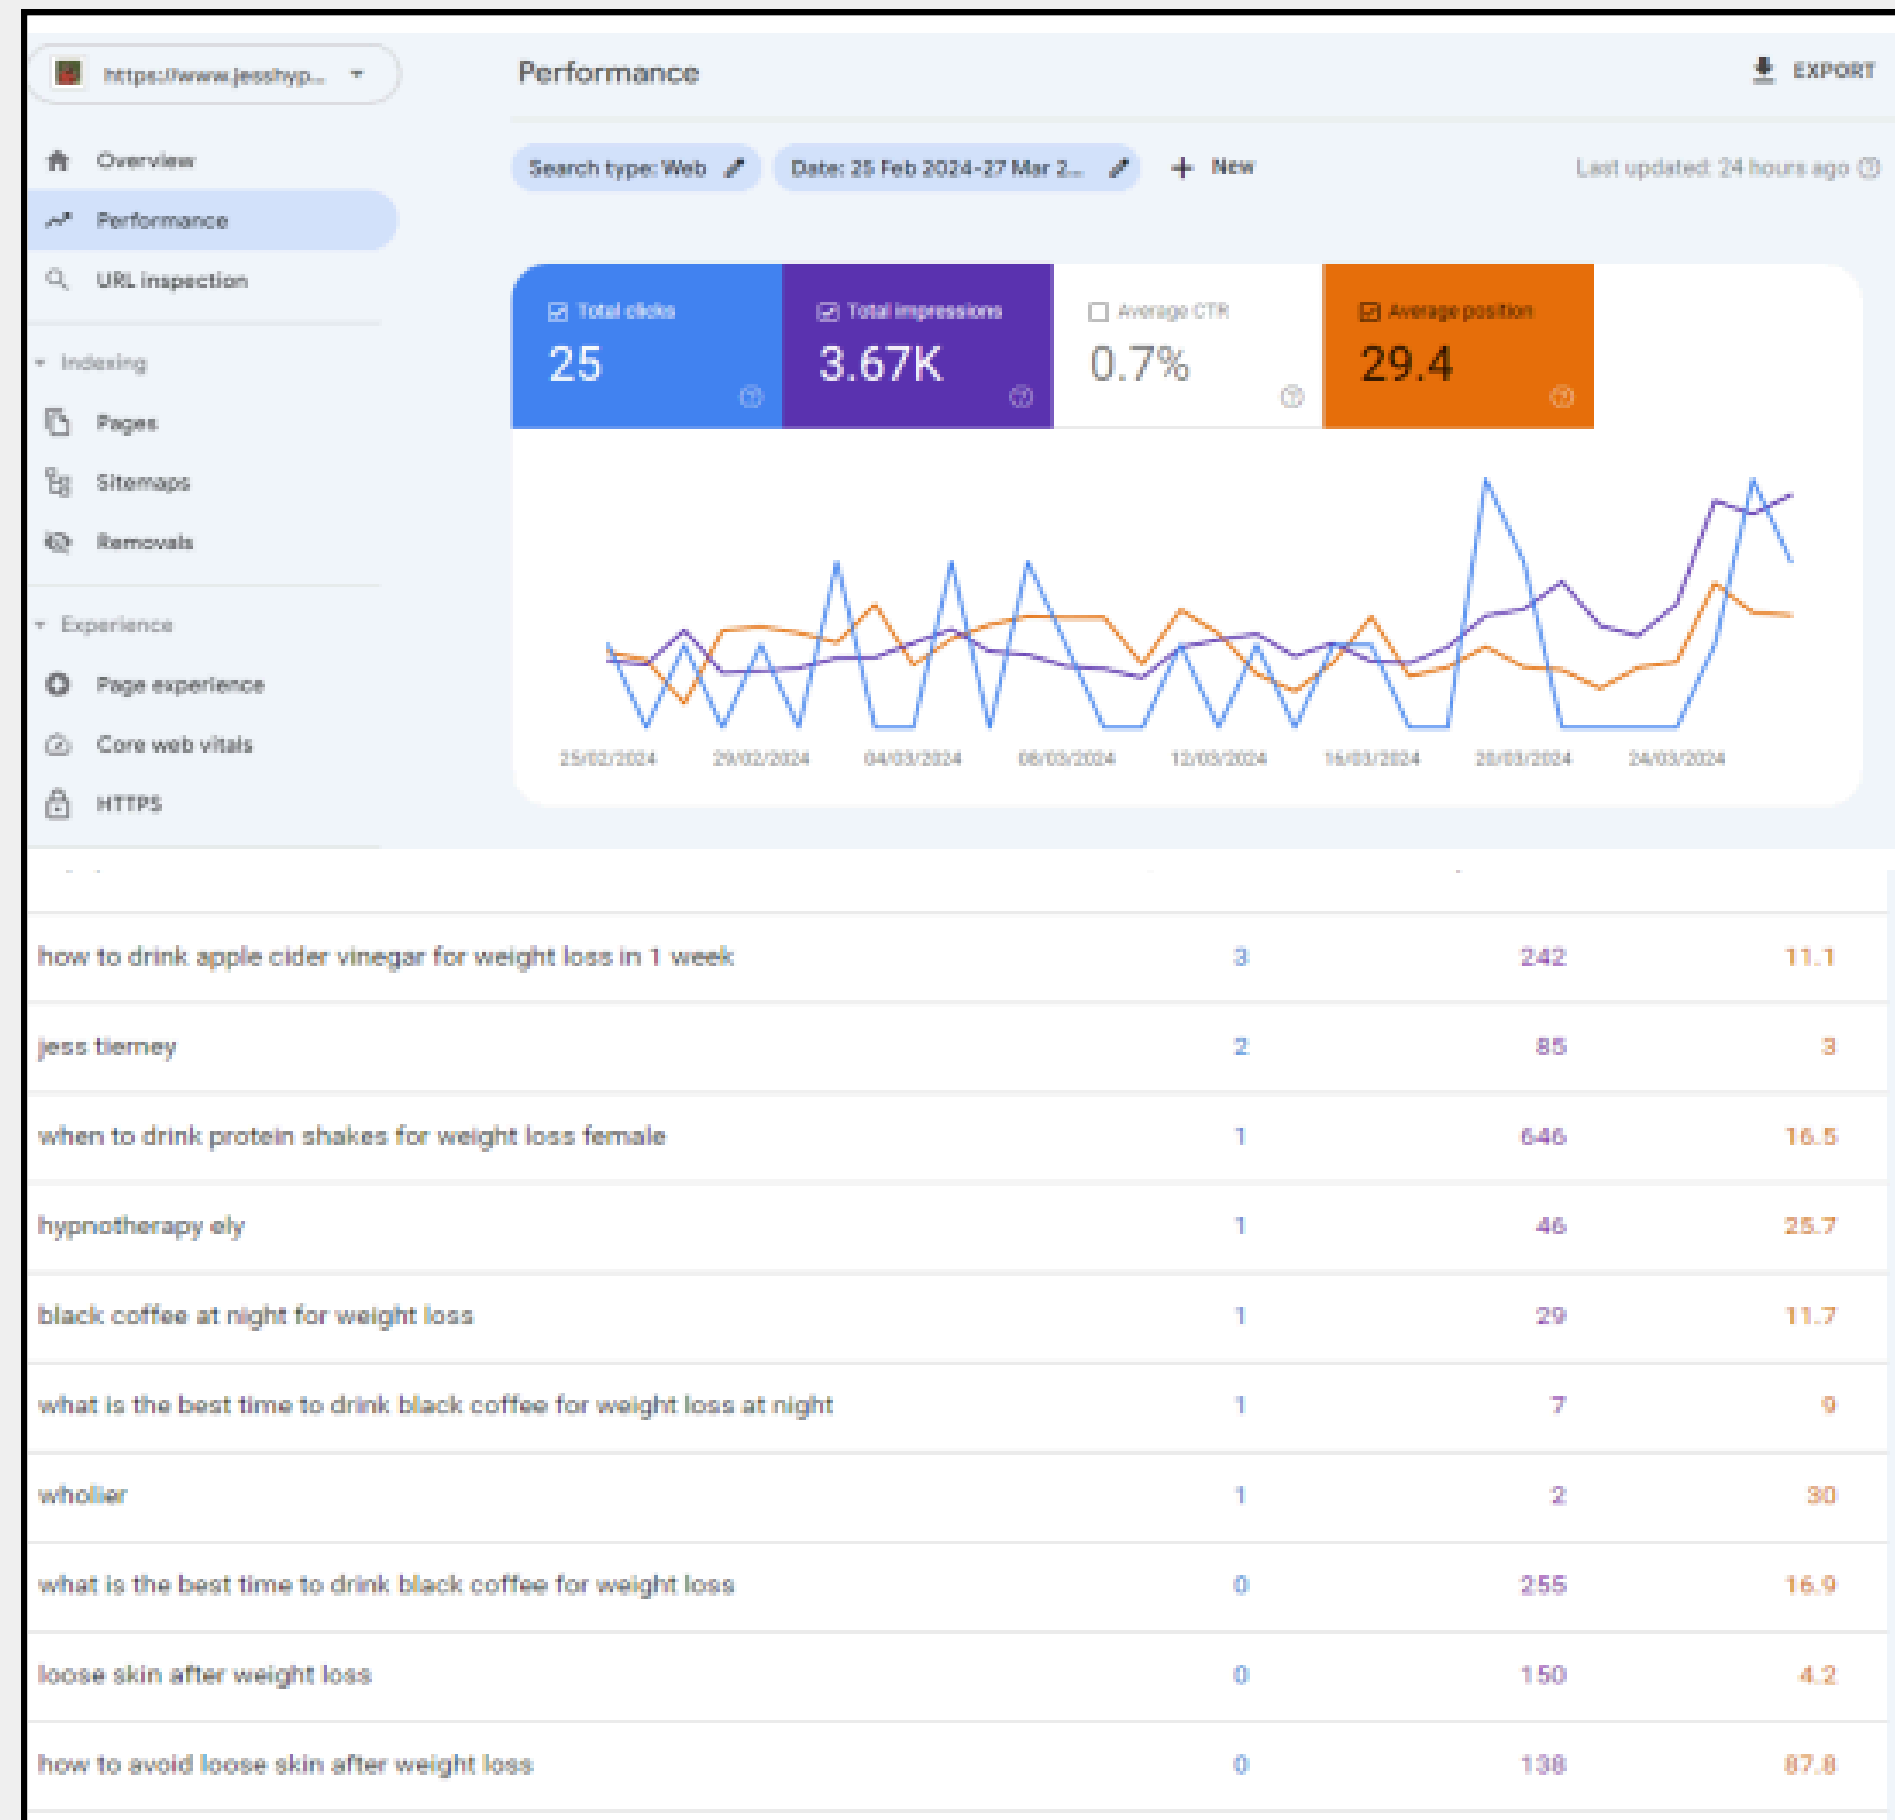 https://www.jesshyp...
Performance
EXPORT
Overview
Performance
URL inspection
Indexing
Pages
Sitemaps
Removals
Experience
Page experience
Core web vitals
HTTPS
Search type: Web
Date: 25 Feb 2024-27 Mar 2...
+ New
Last updated: 24 hours ago
Total clicks
25
Total impressions
3.67K
Average CTR
0.7%
Average position
29.4
25/02/2024 29/02/2024 04/03/2024 08/03/2024 12/03/2024 16/03/2024 20/03/2024 24/03/2024
how to drink apple cider vinegar for weight loss in 1 week 3 242 11.1
jess tierney 2 85 3
when to drink protein shakes for weight loss female 1 646 16.5
hypnotherapy ely 1 46 25.7
black coffee at night for weight loss 1 29 11.7
what is the best time to drink black coffee for weight loss at night 1 7 9
wholier 1 2 30
what is the best time to drink black coffee for weight loss 0 255 16.9
loose skin after weight loss 0 150 4.2
how to avoid loose skin after weight loss 0 138 87.8